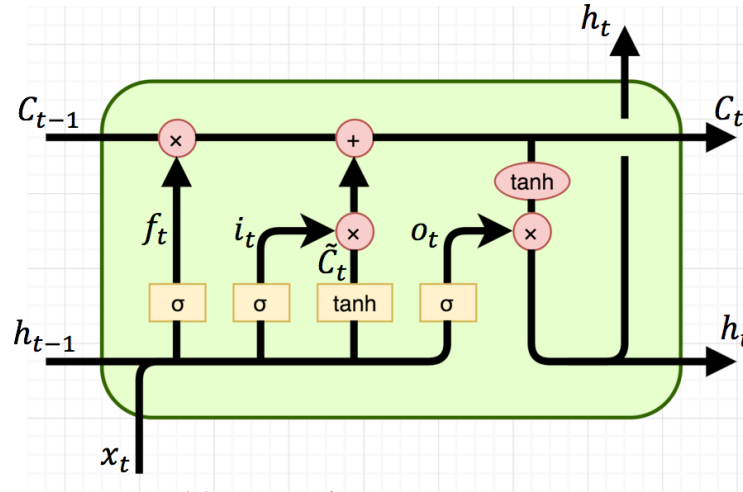 h_t
C_{t-1}
C_t
×
+
tanh
f_t
i_t
×
o_t
×
C̃_t
σ
σ
tanh
σ
h_{t-1}
h_t
x_t